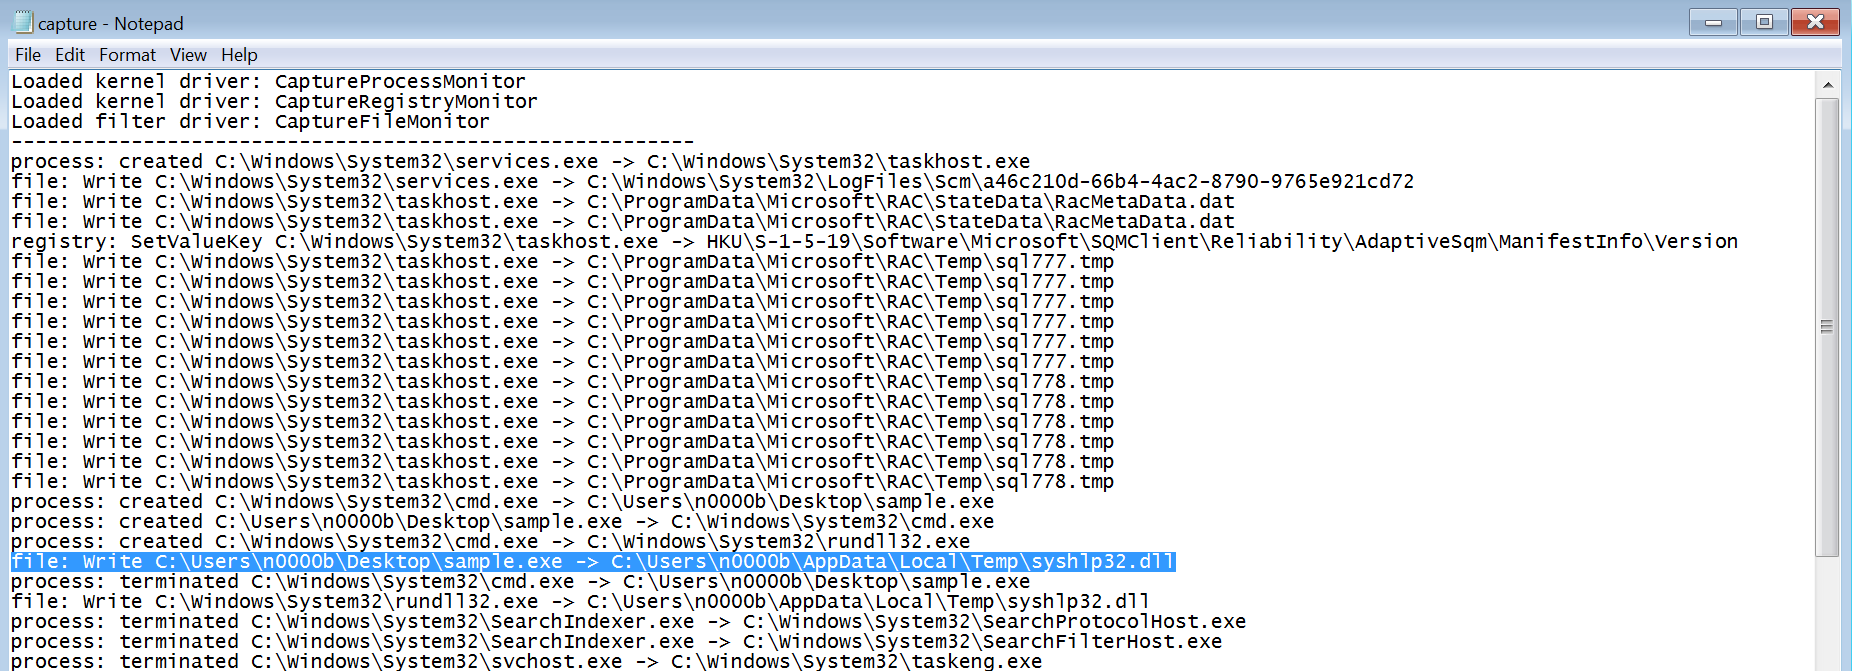 capture - Notepad
File Edit Format View Help
Loaded kernel driver: CaptureProcessMonitor
Loaded kernel driver: CaptureRegistryMonitor
Loaded filter driver: CaptureFileMonitor
---------------------------------------------------------
process: created C:\Windows\System32\services.exe -> C:\Windows\System32\taskhost.exe
file: Write C:\Windows\System32\services.exe -> C:\Windows\System32\LogFiles\Scm\a46c210d-66b4-4ac2-8790-9765e921cd72
file: Write C:\Windows\System32\taskhost.exe -> C:\ProgramData\Microsoft\RAC\StateData\RacMetaData.dat
file: Write C:\Windows\System32\taskhost.exe -> C:\ProgramData\Microsoft\RAC\StateData\RacMetaData.dat
registry: SetValueKey C:\Windows\System32\taskhost.exe -> HKU\S-1-5-19\Software\Microsoft\SQMClient\Reliability\AdaptiveSqm\ManifestInfo\Version
file: Write C:\Windows\System32\taskhost.exe -> C:\ProgramData\Microsoft\RAC\Temp\sql777.tmp
file: Write C:\Windows\System32\taskhost.exe -> C:\ProgramData\Microsoft\RAC\Temp\sql777.tmp
file: Write C:\Windows\System32\taskhost.exe -> C:\ProgramData\Microsoft\RAC\Temp\sql777.tmp
file: Write C:\Windows\System32\taskhost.exe -> C:\ProgramData\Microsoft\RAC\Temp\sql777.tmp
file: Write C:\Windows\System32\taskhost.exe -> C:\ProgramData\Microsoft\RAC\Temp\sql777.tmp
file: Write C:\Windows\System32\taskhost.exe -> C:\ProgramData\Microsoft\RAC\Temp\sql777.tmp
file: Write C:\Windows\System32\taskhost.exe -> C:\ProgramData\Microsoft\RAC\Temp\sql778.tmp
file: Write C:\Windows\System32\taskhost.exe -> C:\ProgramData\Microsoft\RAC\Temp\sql778.tmp
file: Write C:\Windows\System32\taskhost.exe -> C:\ProgramData\Microsoft\RAC\Temp\sql778.tmp
file: Write C:\Windows\System32\taskhost.exe -> C:\ProgramData\Microsoft\RAC\Temp\sql778.tmp
file: Write C:\Windows\System32\taskhost.exe -> C:\ProgramData\Microsoft\RAC\Temp\sql778.tmp
file: Write C:\Windows\System32\taskhost.exe -> C:\ProgramData\Microsoft\RAC\Temp\sql778.tmp
process: created C:\Windows\System32\cmd.exe -> C:\Users\n0000b\Desktop\sample.exe
process: created C:\Users\n0000b\Desktop\sample.exe -> C:\Windows\System32\cmd.exe
process: created C:\Windows\System32\cmd.exe -> C:\Windows\System32\rundll32.exe
file: Write C:\Users\n0000b\Desktop\sample.exe -> C:\Users\n0000b\AppData\Local\Temp\syshlp32.dll
process: terminated C:\Windows\System32\cmd.exe -> C:\Users\n0000b\Desktop\sample.exe
file: Write C:\Windows\System32\rundll32.exe -> C:\Users\n0000b\AppData\Local\Temp\syshlp32.dll
process: terminated C:\Windows\System32\SearchIndexer.exe -> C:\Windows\System32\SearchProtocolHost.exe
process: terminated C:\Windows\System32\SearchIndexer.exe -> C:\Windows\System32\SearchFilterHost.exe
process: terminated C:\Windows\System32\svchost.exe -> C:\Windows\System32\taskeng.exe